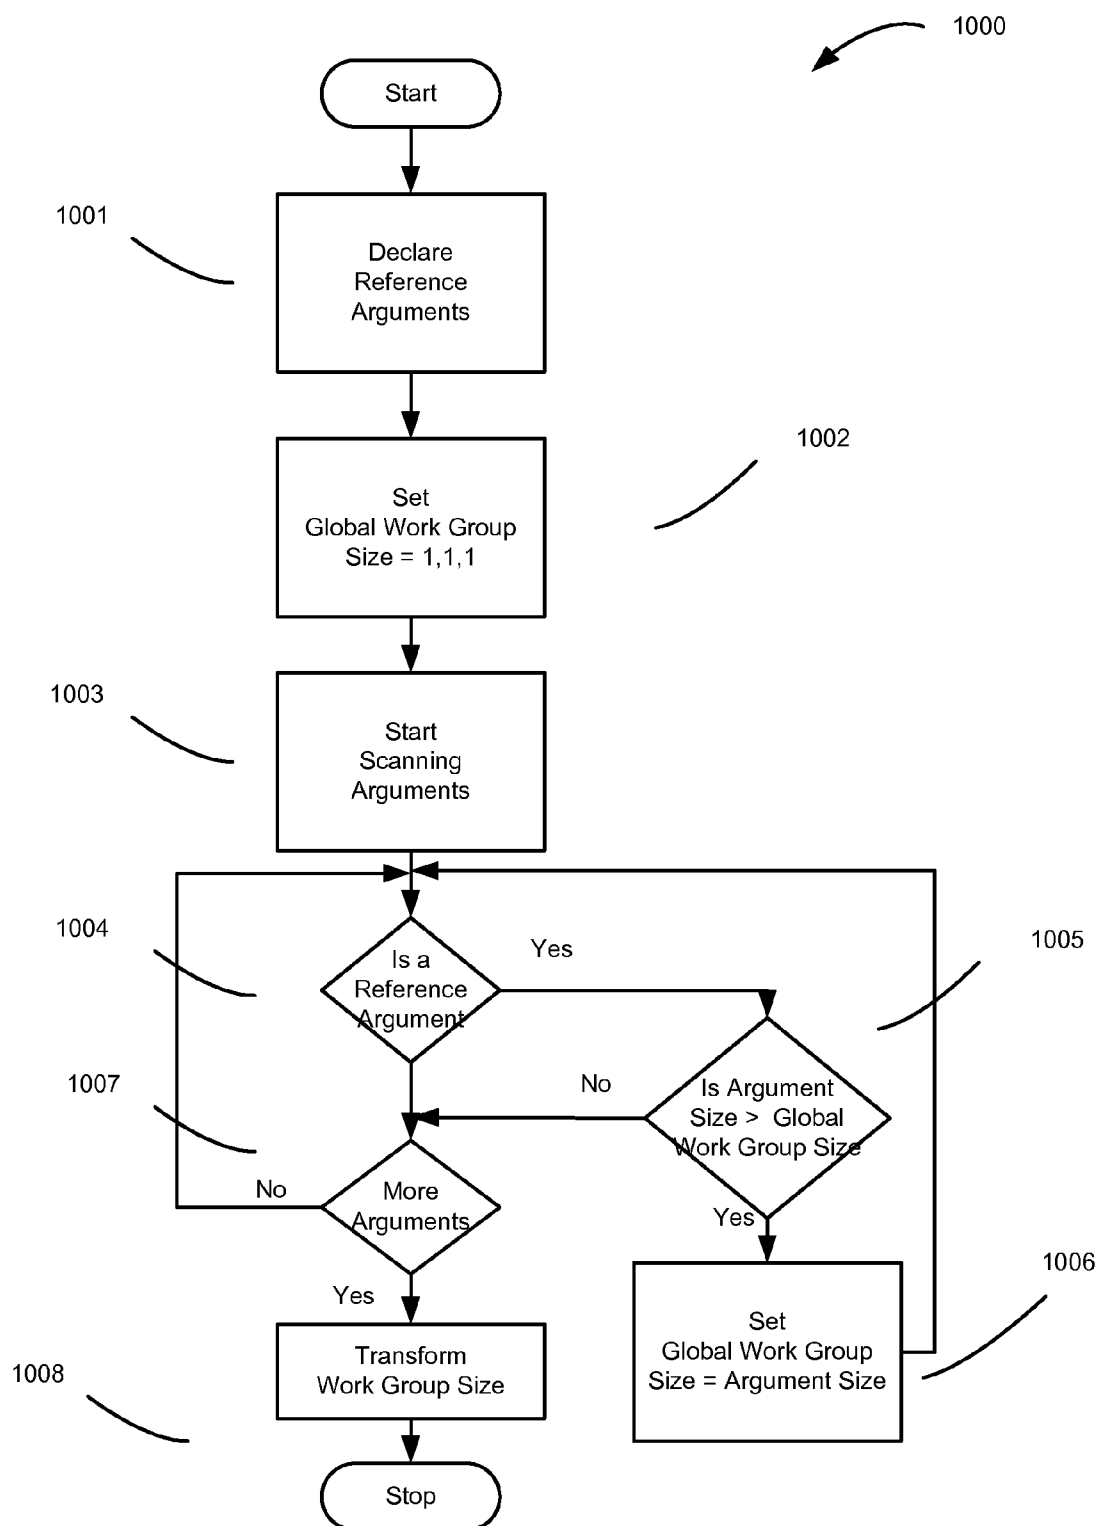 1000
Start
1001
Declare
Reference
Arguments
1002
Set
Global Work Group
Size = 1,1,1
1003
Start
Scanning
Arguments
1004
Is a
Reference
Argument
Yes
1005
Is Argument
Size > Global
Work Group Size
No
1007
More
Arguments
No
Yes
Yes
1006
Set
Global Work Group
Size = Argument Size
Transform
Work Group Size
1008
Stop